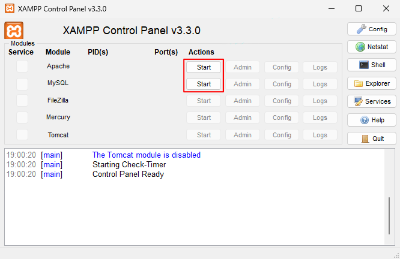 XAMPP Control Panel v3.3.0
XAMPP Control Panel v3.3.0
Config
Modules
Service Module PID(s) Port(s) Actions
Netstat
Apache Start Admin Config Logs
Shell
MySQL Start Admin Config Logs
Explorer
FileZilla Start Admin Config Logs
Services
Mercury Start Admin Config Logs
Help
Tomcat Start Admin Config Logs
Quit
19:00:20 [main] The Tomcat module is disabled
19:00:20 [main] Starting Check-Timer
19:00:20 [main] Control Panel Ready